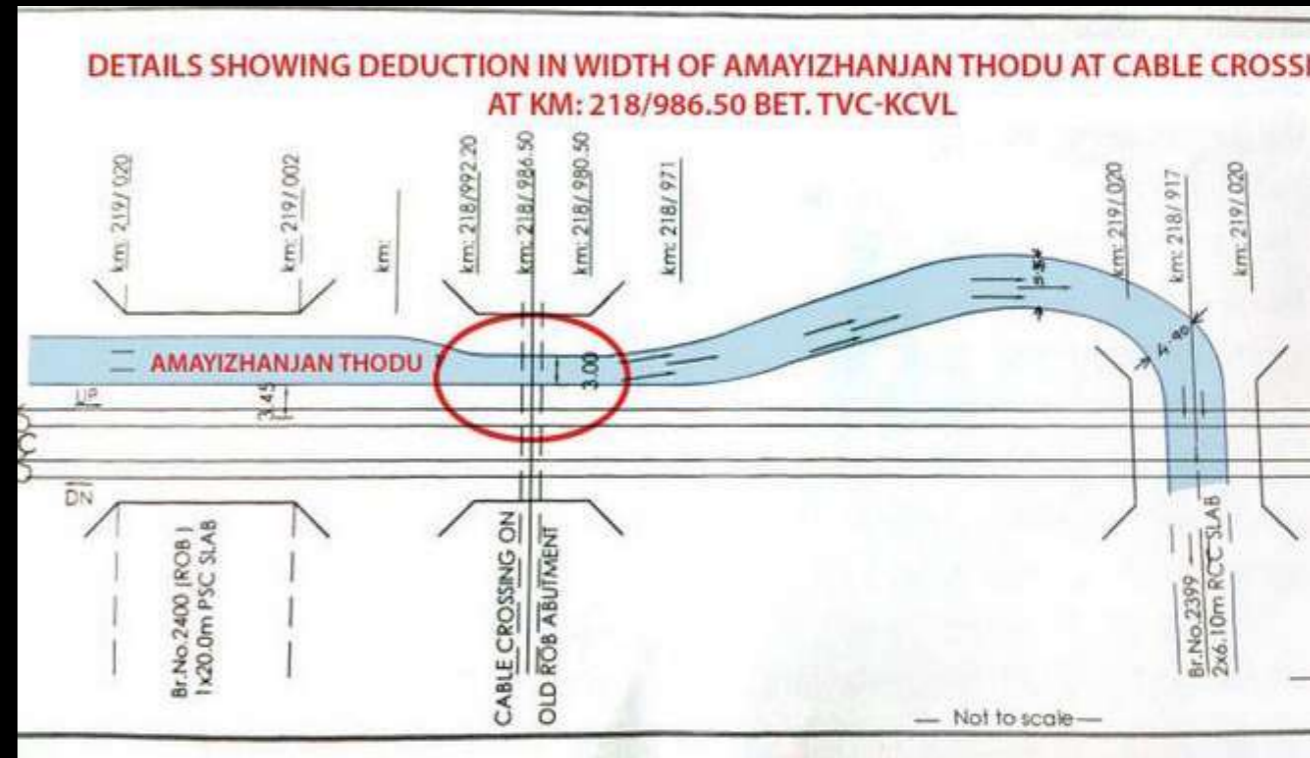 DETAILS SHOWING DEDUCTION IN WIDTH OF AMAYIZHANJAN THODU AT CABLE CROSSI
AT KM: 218/986.50 BET. TVC-KCVL
km: 219/020
km: 219/002
km:
km: 218/992.20
km: 218/986.50
km: 218/980.50
km: 218/971
km: 219/020
km: 218/917
km: 219/020
AMAYIZHANJAN THODU
3.00
4.90
UP
3.45
DN
Br.No.2400 (ROB)
1x20.0m PSC SLAB
CABLE CROSSING ON
OLD ROB ABUTMENT
Br.No.2399
2x6.10m RCC SLAB
Not to scale